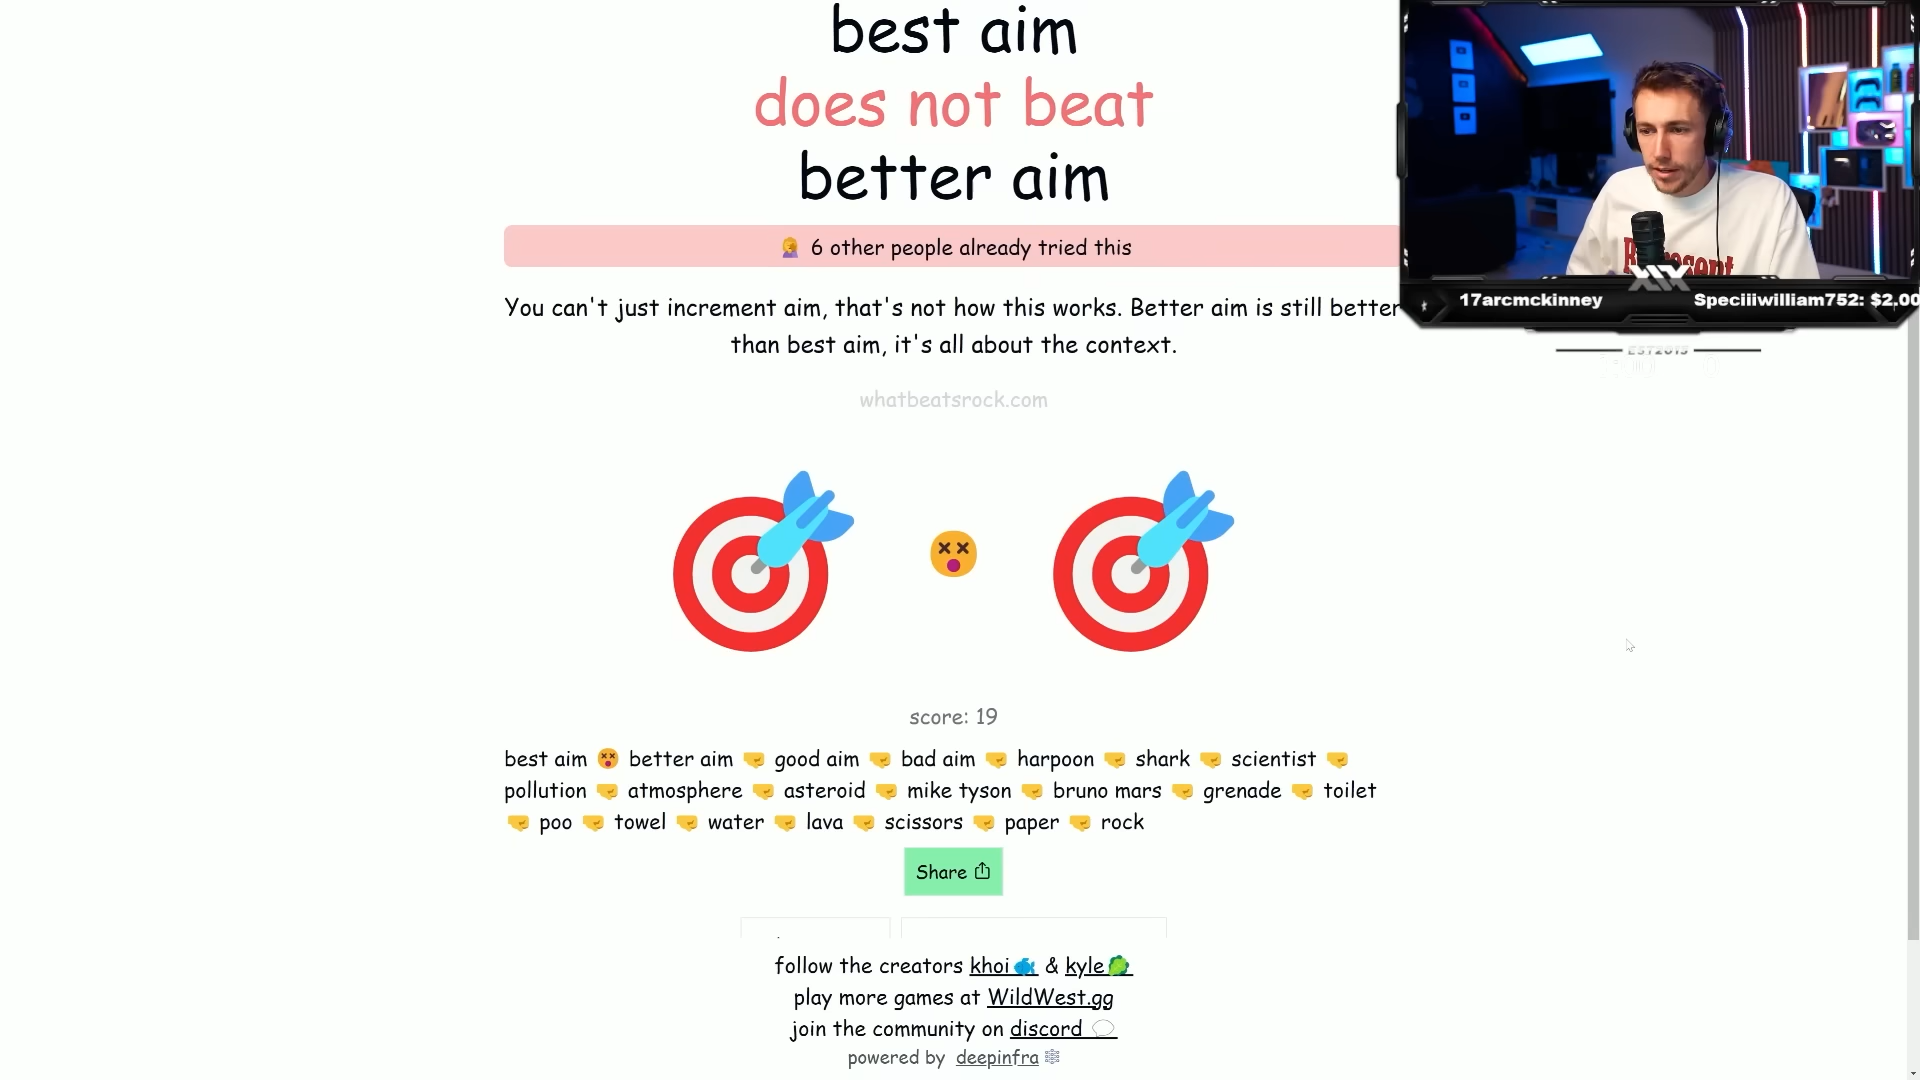 best aim
does not beat
better aim
6 other people already tried this
You can't just increment aim, that's not how this works. Better aim is still better
than best aim, it's all about the context.
whatbeatsrock.com
score: 19
best aim better aim good aim bad aim harpoon shark scientist
pollution atmosphere asteroid mike tyson bruno mars grenade toilet
poo towel water lava scissors paper rock
Share
follow the creators khoi & kyle
play more games at WildWest.gg
join the community on discord
powered by deepinfra
Represent
17arcmckinney Speciiiwilliam752: $2.00
EST2013